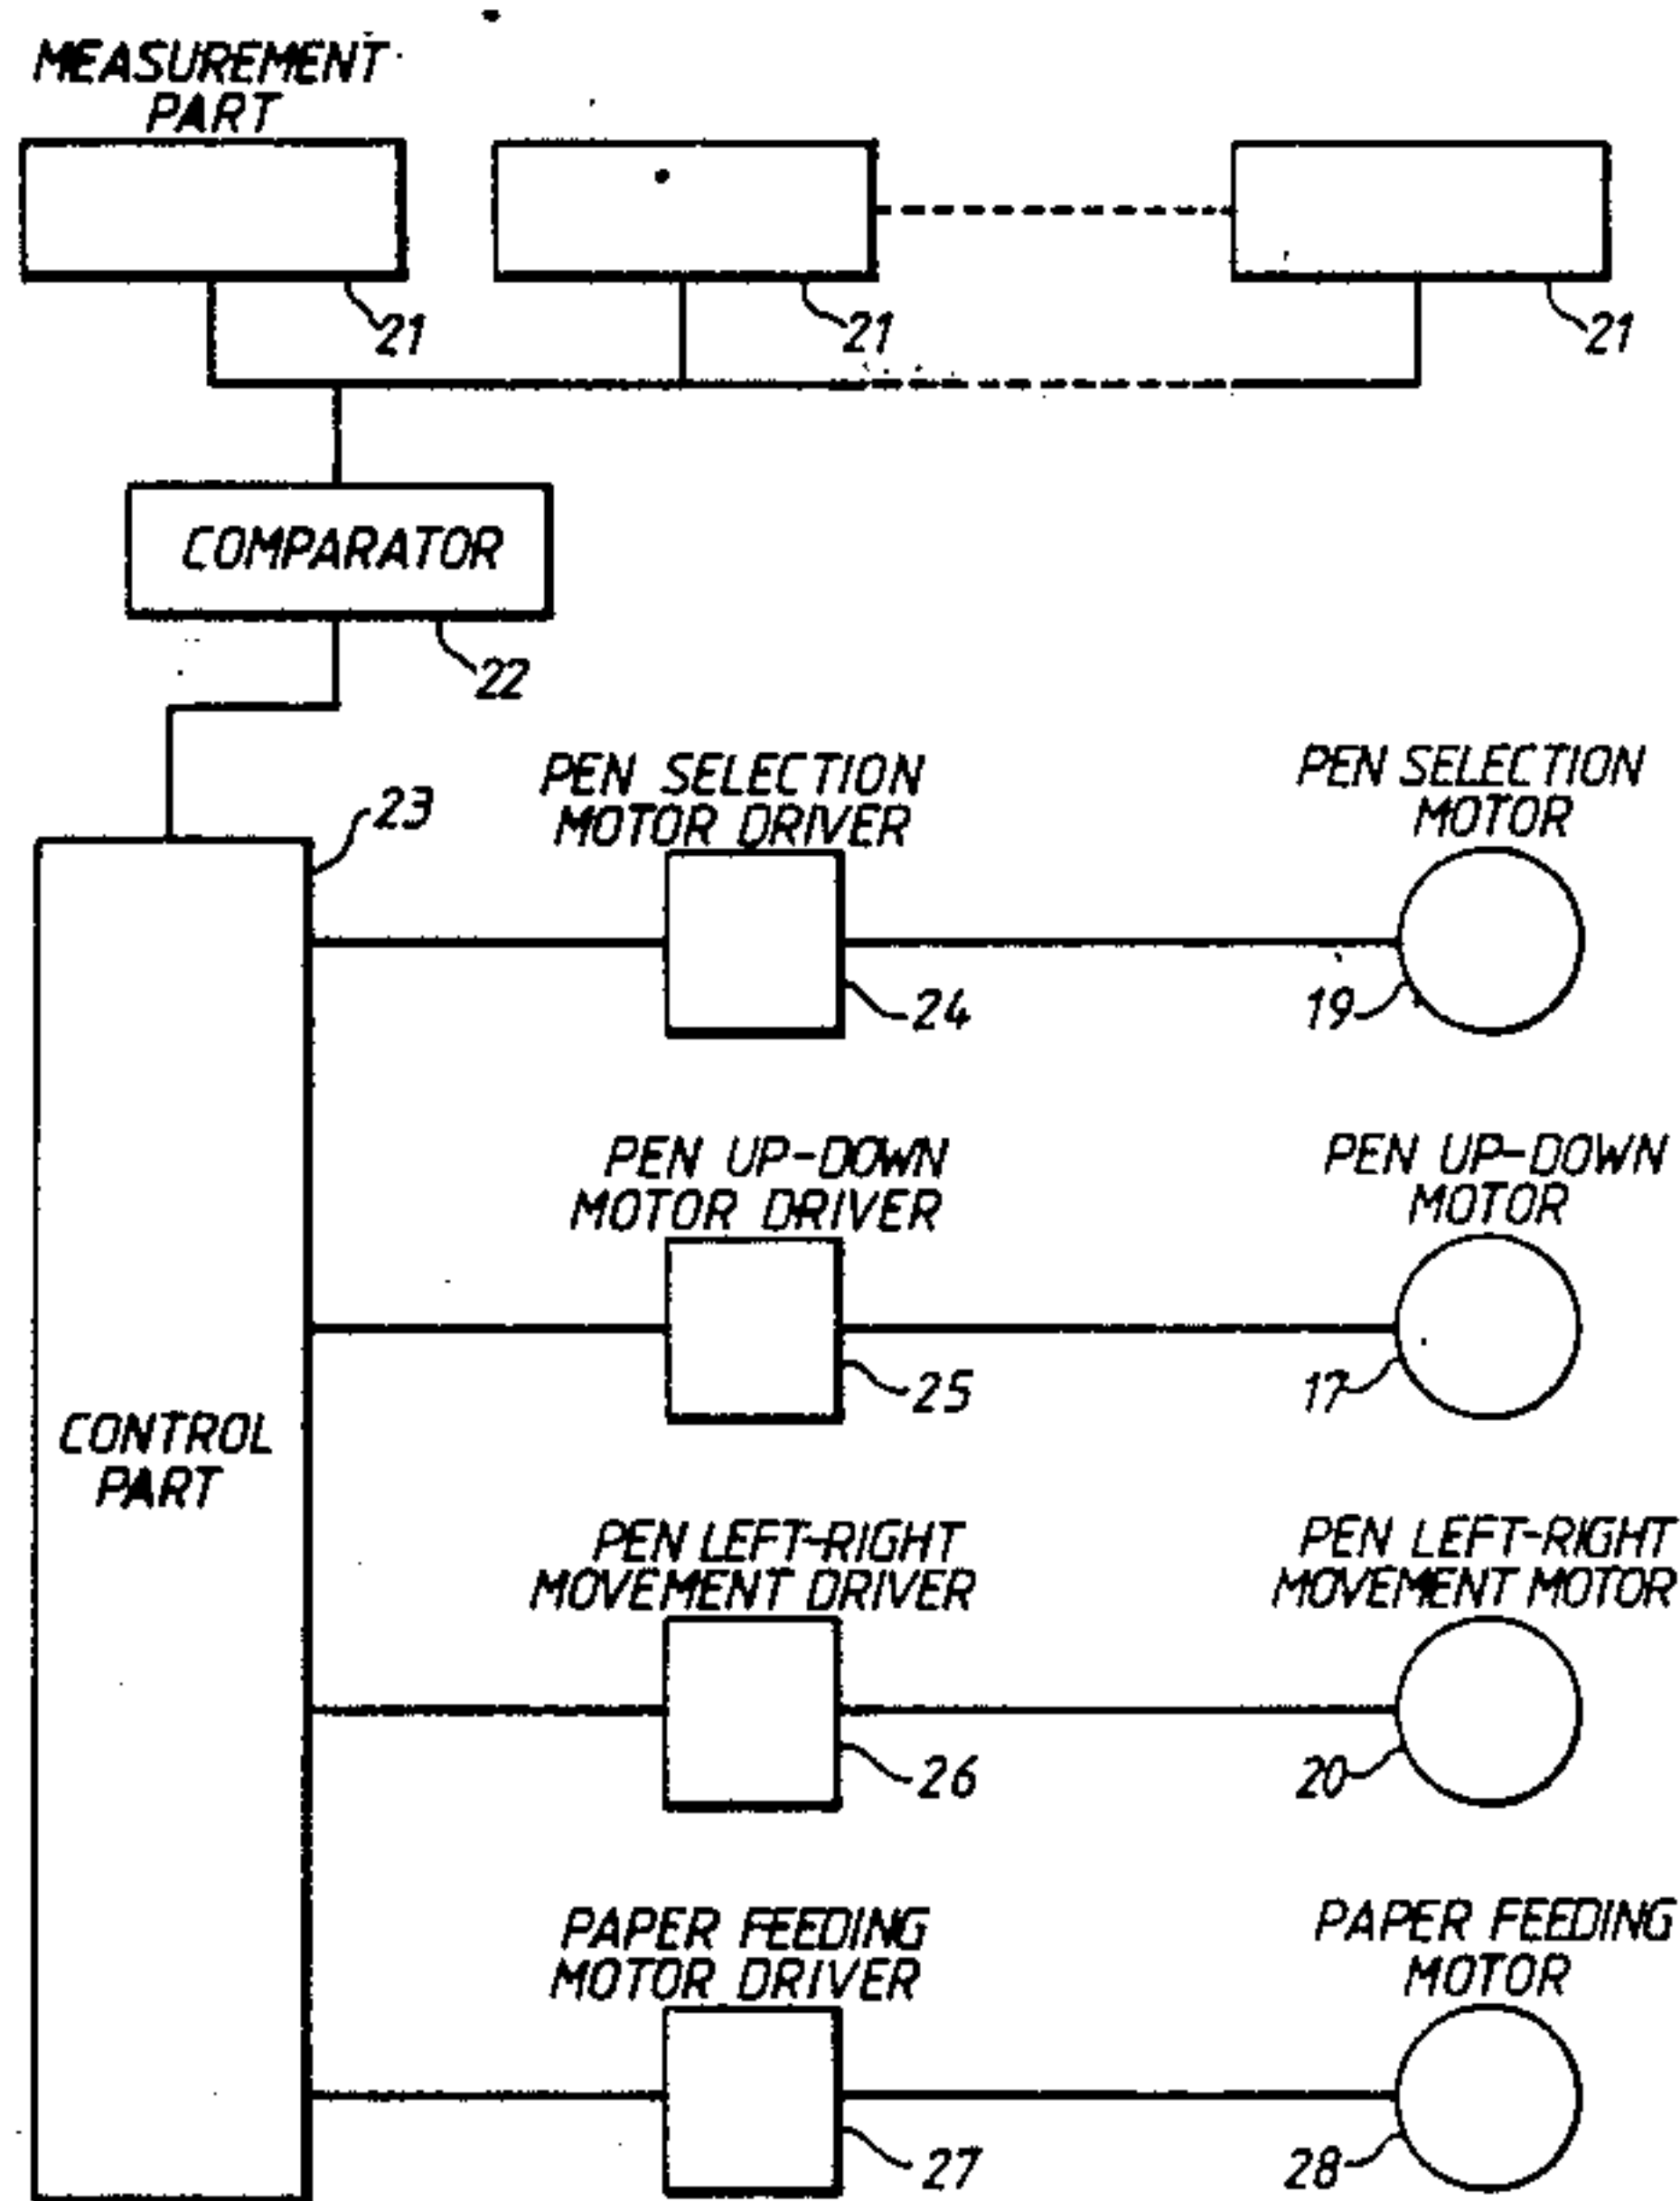 MEASUREMENT
PART
21
21
21
COMPARATOR
22
23
PEN SELECTION
MOTOR DRIVER
PEN SELECTION
MOTOR
24
19
PEN UP-DOWN
MOTOR DRIVER
PEN UP-DOWN
MOTOR
25
17
CONTROL
PART
PEN LEFT-RIGHT
MOVEMENT DRIVER
PEN LEFT-RIGHT
MOVEMENT MOTOR
26
20
PAPER FEEDING
MOTOR DRIVER
PAPER FEEDING
MOTOR
27
28